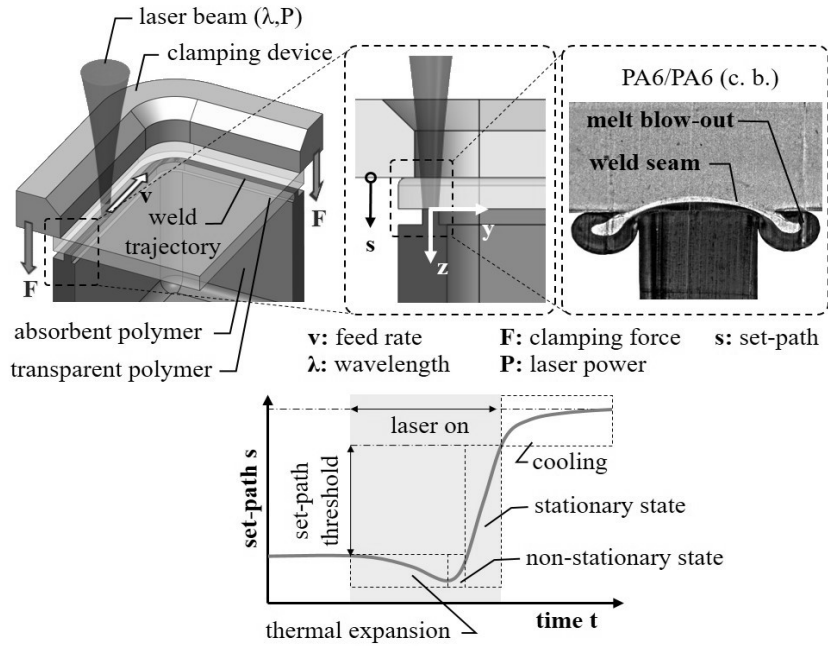 laser beam (λ,P)
clamping device
v
weld
trajectory
F
F
absorbent polymer
transparent polymer
s
y
z
PA6/PA6 (c. b.)
melt blow-out
weld seam
v: feed rate
F: clamping force
s: set-path
λ: wavelength
P: laser power
set-path s
laser on
set-path
threshold
cooling
stationary state
non-stationary state
thermal expansion
time t